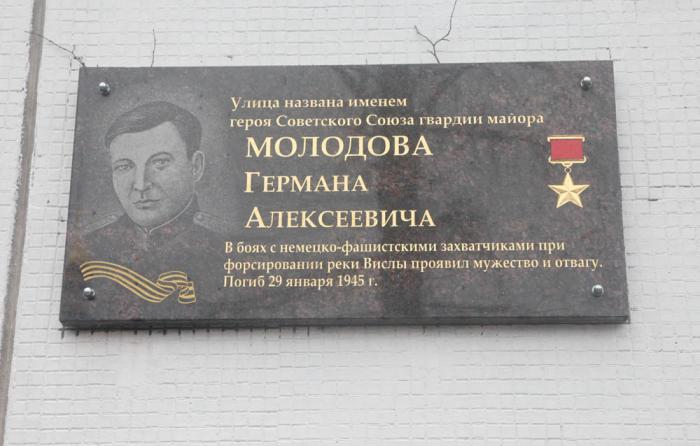 Улица названа именем
героя Советского Союза гвардии майора
МОЛОДОВА
ГЕРМАНА
АЛЕКСЕЕВИЧА
В боях с немецко-фашистскими захватчиками при
форсировании реки Вислы проявил мужество и отвагу.
Погиб 29 января 1945 г.